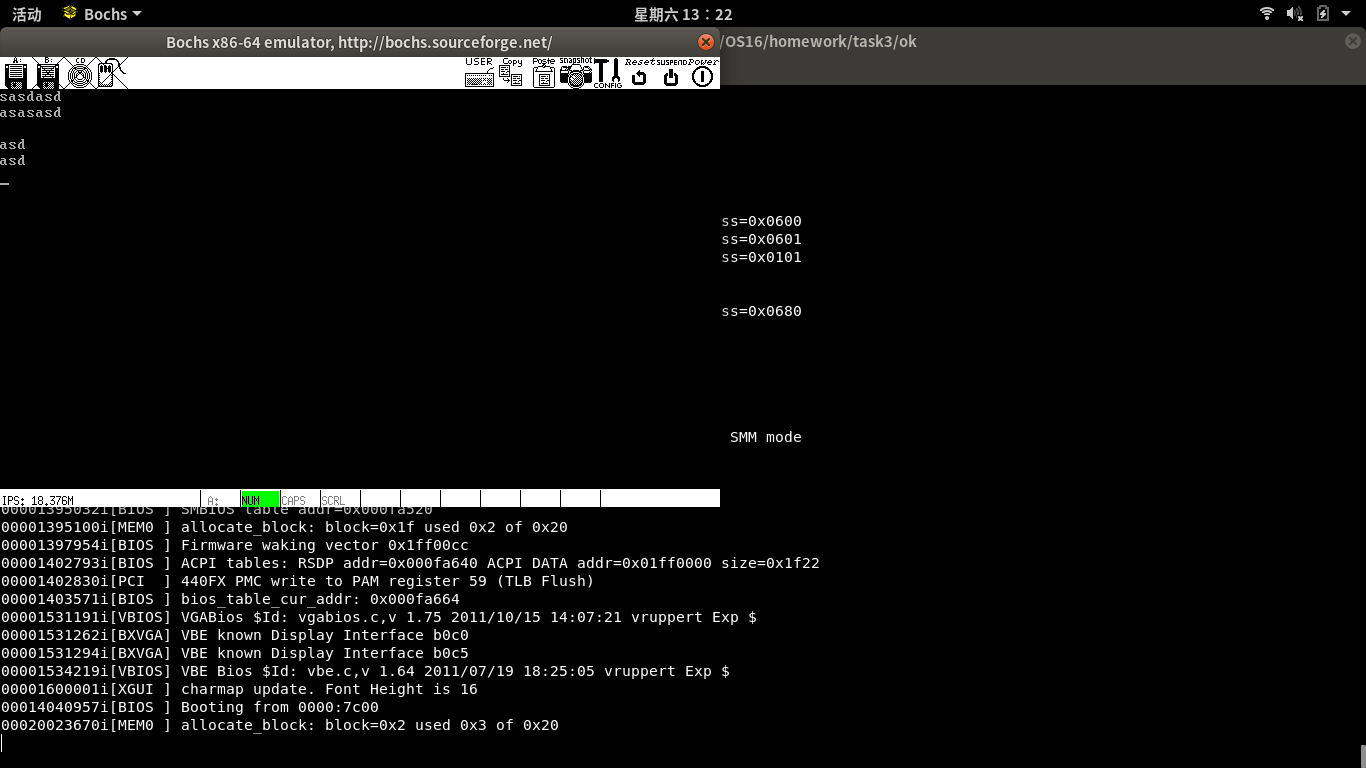 活动 Bochs 星期六 13：22
Bochs x86-64 emulator, http://bochs.sourceforge.net/ /OS16/homework/task3/ok
A: B: CD USER Copy Paste snapshot CONFIG Reset SUSPEND Power
sasdasd
asasasd
asd
asd
_
ss=0x0600
ss=0x0601
ss=0x0101
ss=0x0680
SMM mode
IPS: 18.376M A: NUM CAPS SCRL
00001395032i[BIOS ] SMBIOS table addr=0x000fa520
00001395100i[MEM0 ] allocate_block: block=0x1f used 0x2 of 0x20
00001397954i[BIOS ] Firmware waking vector 0x1ff00cc
00001402793i[BIOS ] ACPI tables: RSDP addr=0x000fa640 ACPI DATA addr=0x01ff0000 size=0x1f22
00001402830i[PCI  ] 440FX PMC write to PAM register 59 (TLB Flush)
00001403571i[BIOS ] bios_table_cur_addr: 0x000fa664
00001531191i[VBIOS] VGABios $Id: vgabios.c,v 1.75 2011/10/15 14:07:21 vruppert Exp $
00001531262i[BXVGA] VBE known Display Interface b0c0
00001531294i[BXVGA] VBE known Display Interface b0c5
00001534219i[VBIOS] VBE Bios $Id: vbe.c,v 1.64 2011/07/19 18:25:05 vruppert Exp $
00001600001i[XGUI ] charmap update. Font Height is 16
00014040957i[BIOS ] Booting from 0000:7c00
00020023670i[MEM0 ] allocate_block: block=0x2 used 0x3 of 0x20